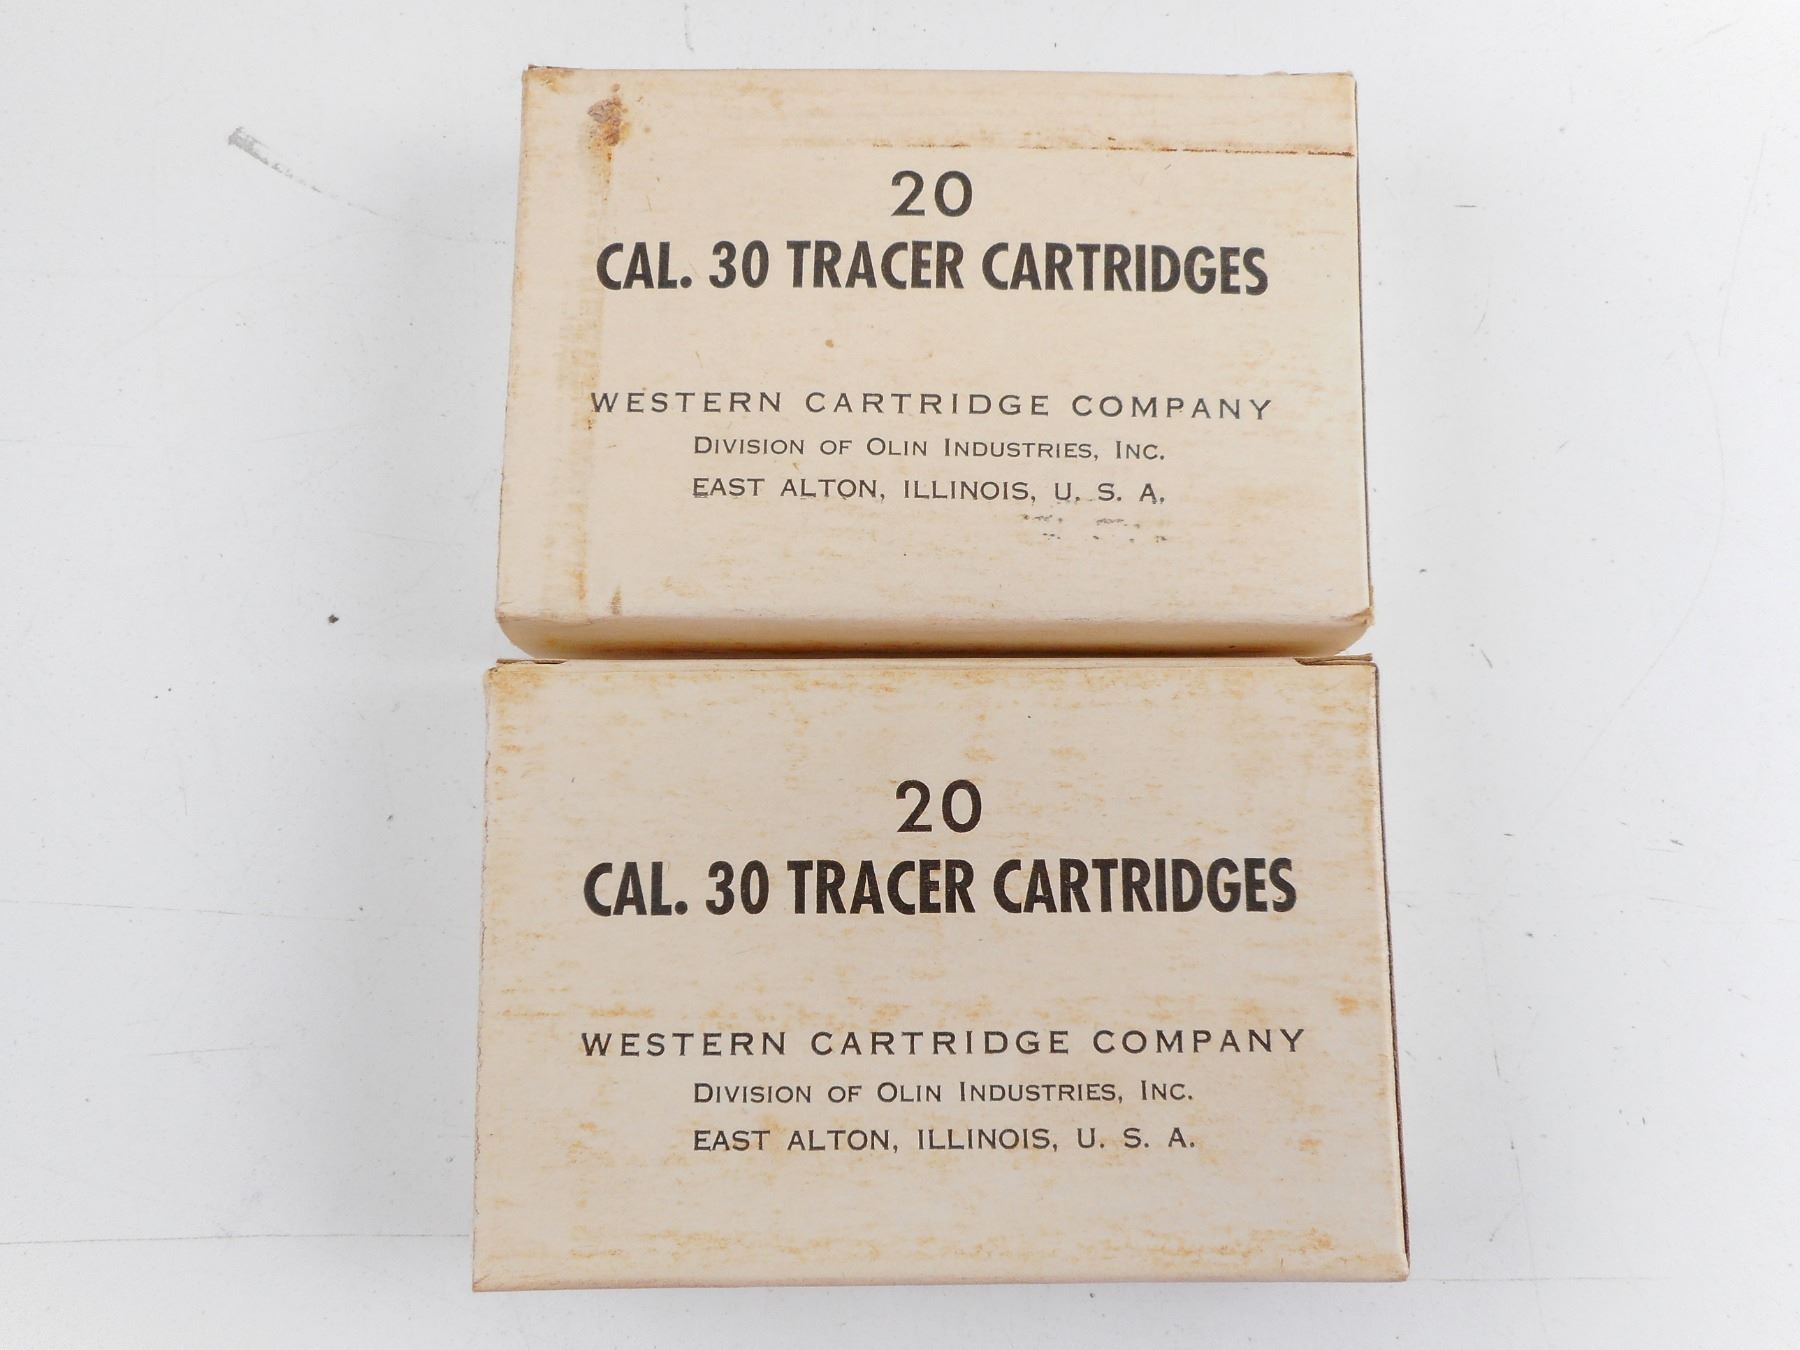 20
CAL. 30 TRACER CARTRIDGES
WESTERN CARTRIDGE COMPANY
DIVISION OF OLIN INDUSTRIES, INC.
EAST ALTON, ILLINOIS, U. S. A.
20
CAL. 30 TRACER CARTRIDGES
WESTERN CARTRIDGE COMPANY
DIVISION OF OLIN INDUSTRIES, INC.
EAST ALTON, ILLINOIS, U. S. A.